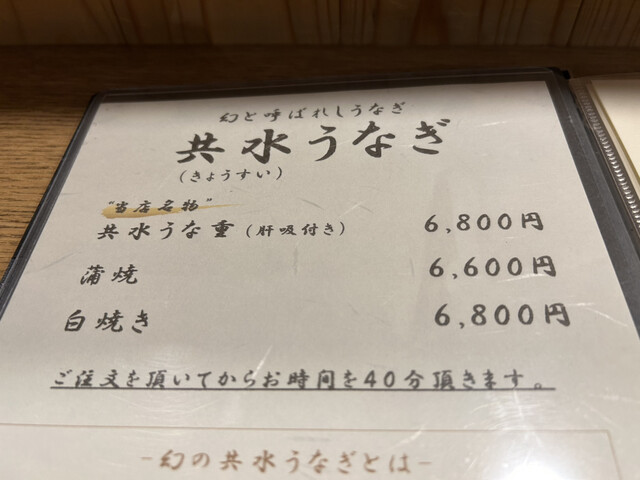 幻と呼ばれしうなぎ
共水うなぎ
(きょうすい)
"当店名物"
共水うな重(肝吸付き) 6,800円
蒲焼 6,600円
白焼き 6,800円
ご注文を頂いてからお時間を40分頂きます。
-幻の共水うなぎとは-